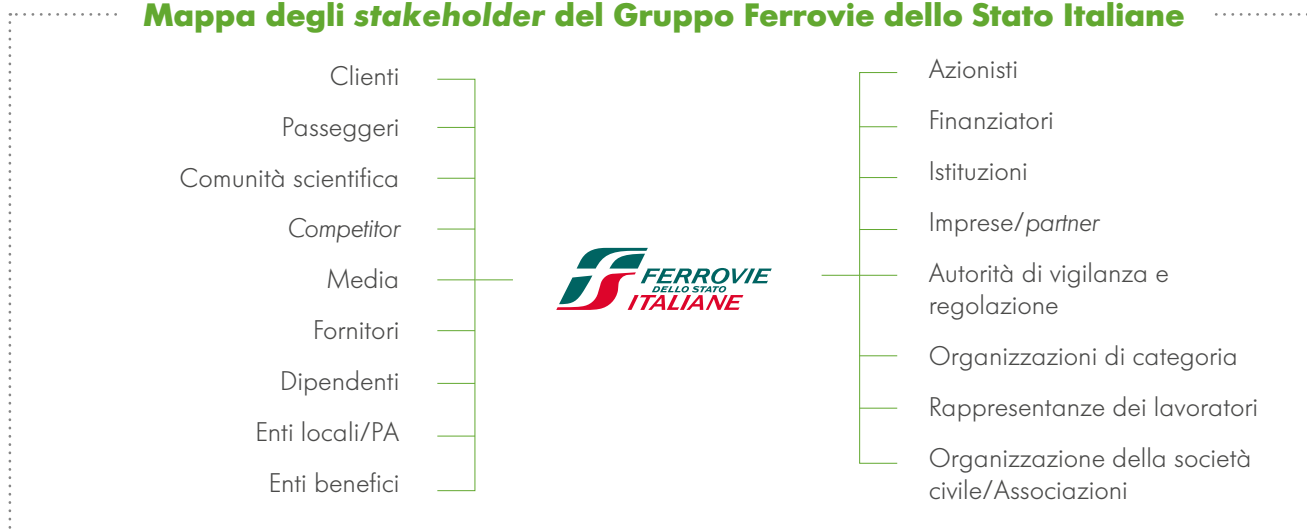 Mappa degli stakeholder del Gruppo Ferrovie dello Stato Italiane
Clienti
Passeggeri
Comunità scientifica
Competitor
Media
Fornitori
Dipendenti
Enti locali/PA
Enti benefici
FERROVIE
DELLO STATO
ITALIANE
Azionisti
Finanziatori
Istituzioni
Imprese/partner
Autorità di vigilanza e
regolazione
Organizzazioni di categoria
Rappresentanze dei lavoratori
Organizzazione della società
civile/Associazioni